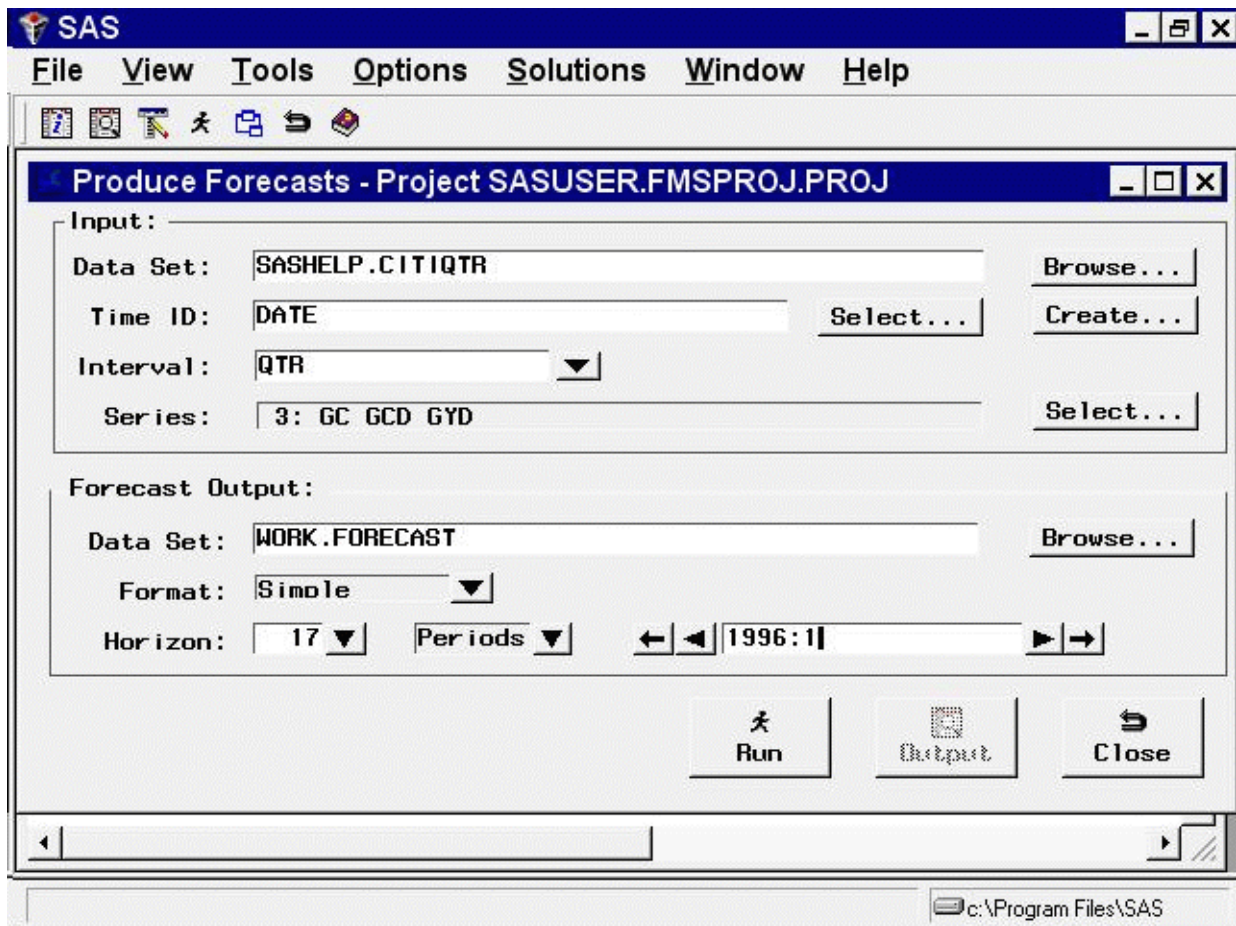 SAS
File View Tools Options Solutions Window Help
Produce Forecasts - Project SASUSER.FMSPROJ.PROJ
Input:
Data Set: SASHELP.CITIQTR Browse...
Time ID: DATE Select... Create...
Interval: QTR
Series: 3: GC GCD GYD Select...
Forecast Output:
Data Set: WORK.FORECAST Browse...
Format: Simple
Horizon: 17 Periods 1996:1
Run Output Close
c:\Program Files\SAS